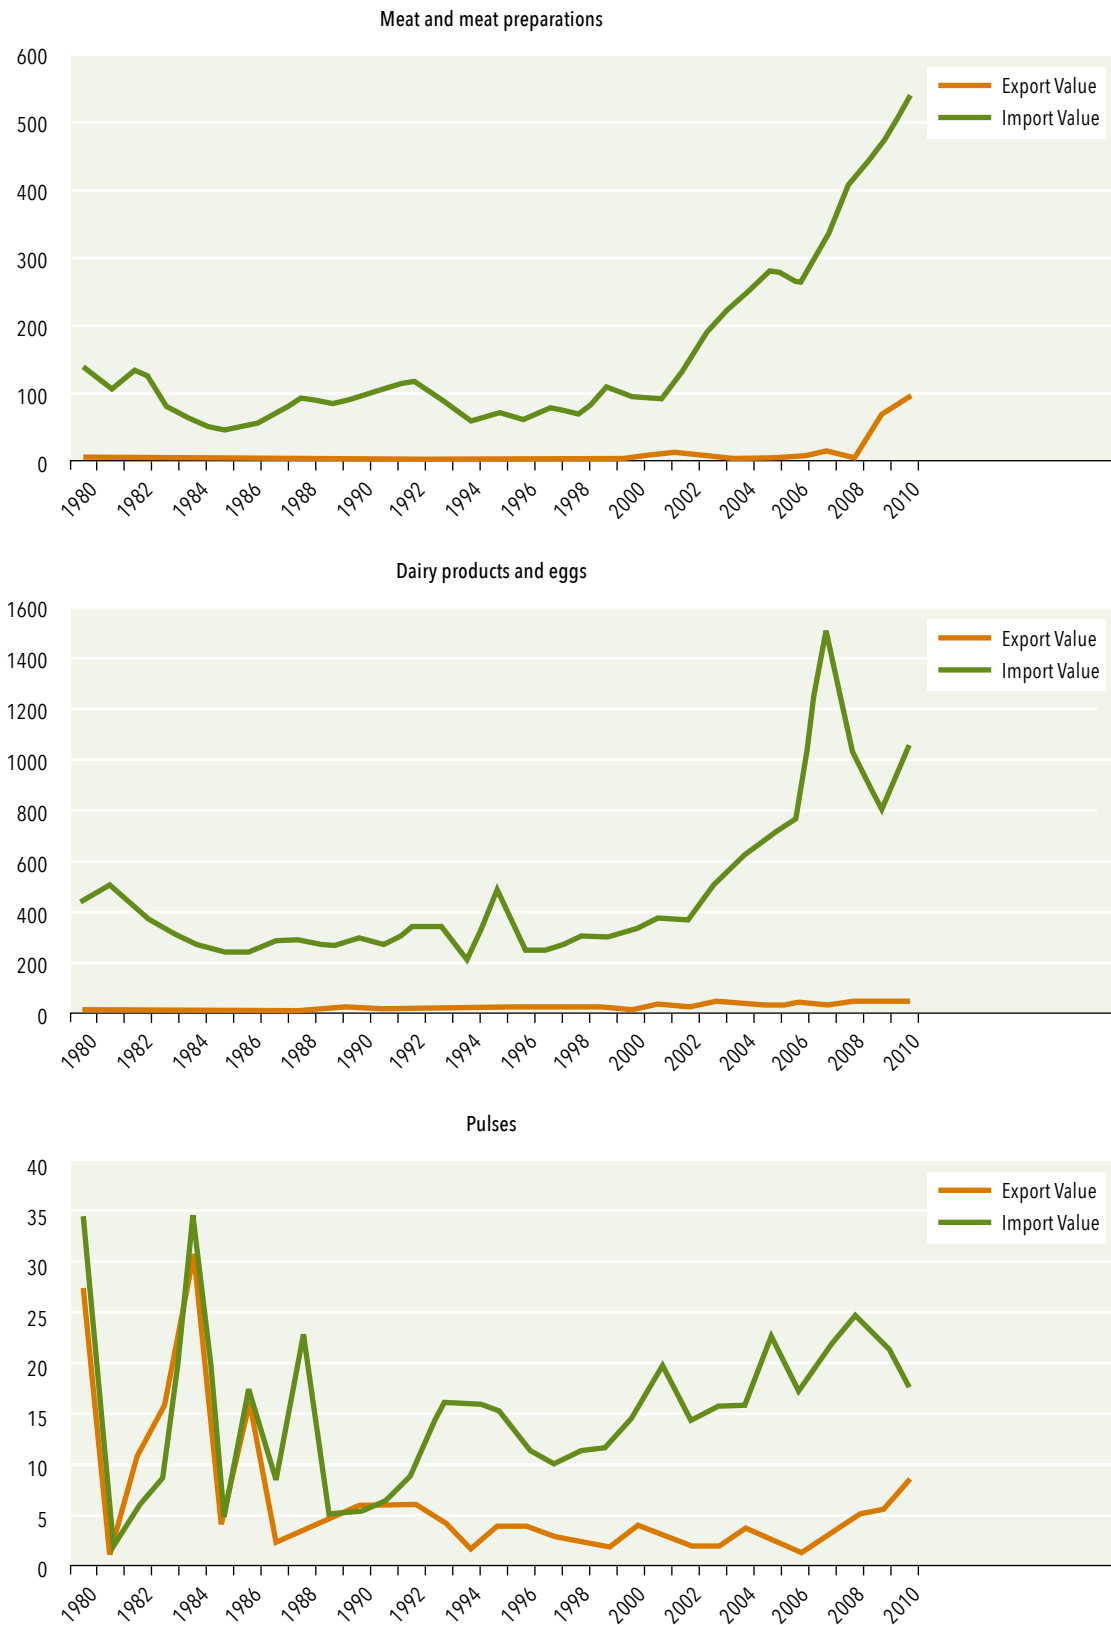 Meat and meat preparations
600
500
400
300
200
100
0
Export Value
Import Value
1980 1982 1984 1986 1988 1990 1992 1994 1996 1998 2000 2002 2004 2006 2008 2010
Dairy products and eggs
1600
1400
1200
1000
800
600
400
200
0
Export Value
Import Value
1980 1982 1984 1986 1988 1990 1992 1994 1996 1998 2000 2002 2004 2006 2008 2010
Pulses
40
35
30
25
20
15
10
5
0
Export Value
Import Value
1980 1982 1984 1986 1988 1990 1992 1994 1996 1998 2000 2002 2004 2006 2008 2010